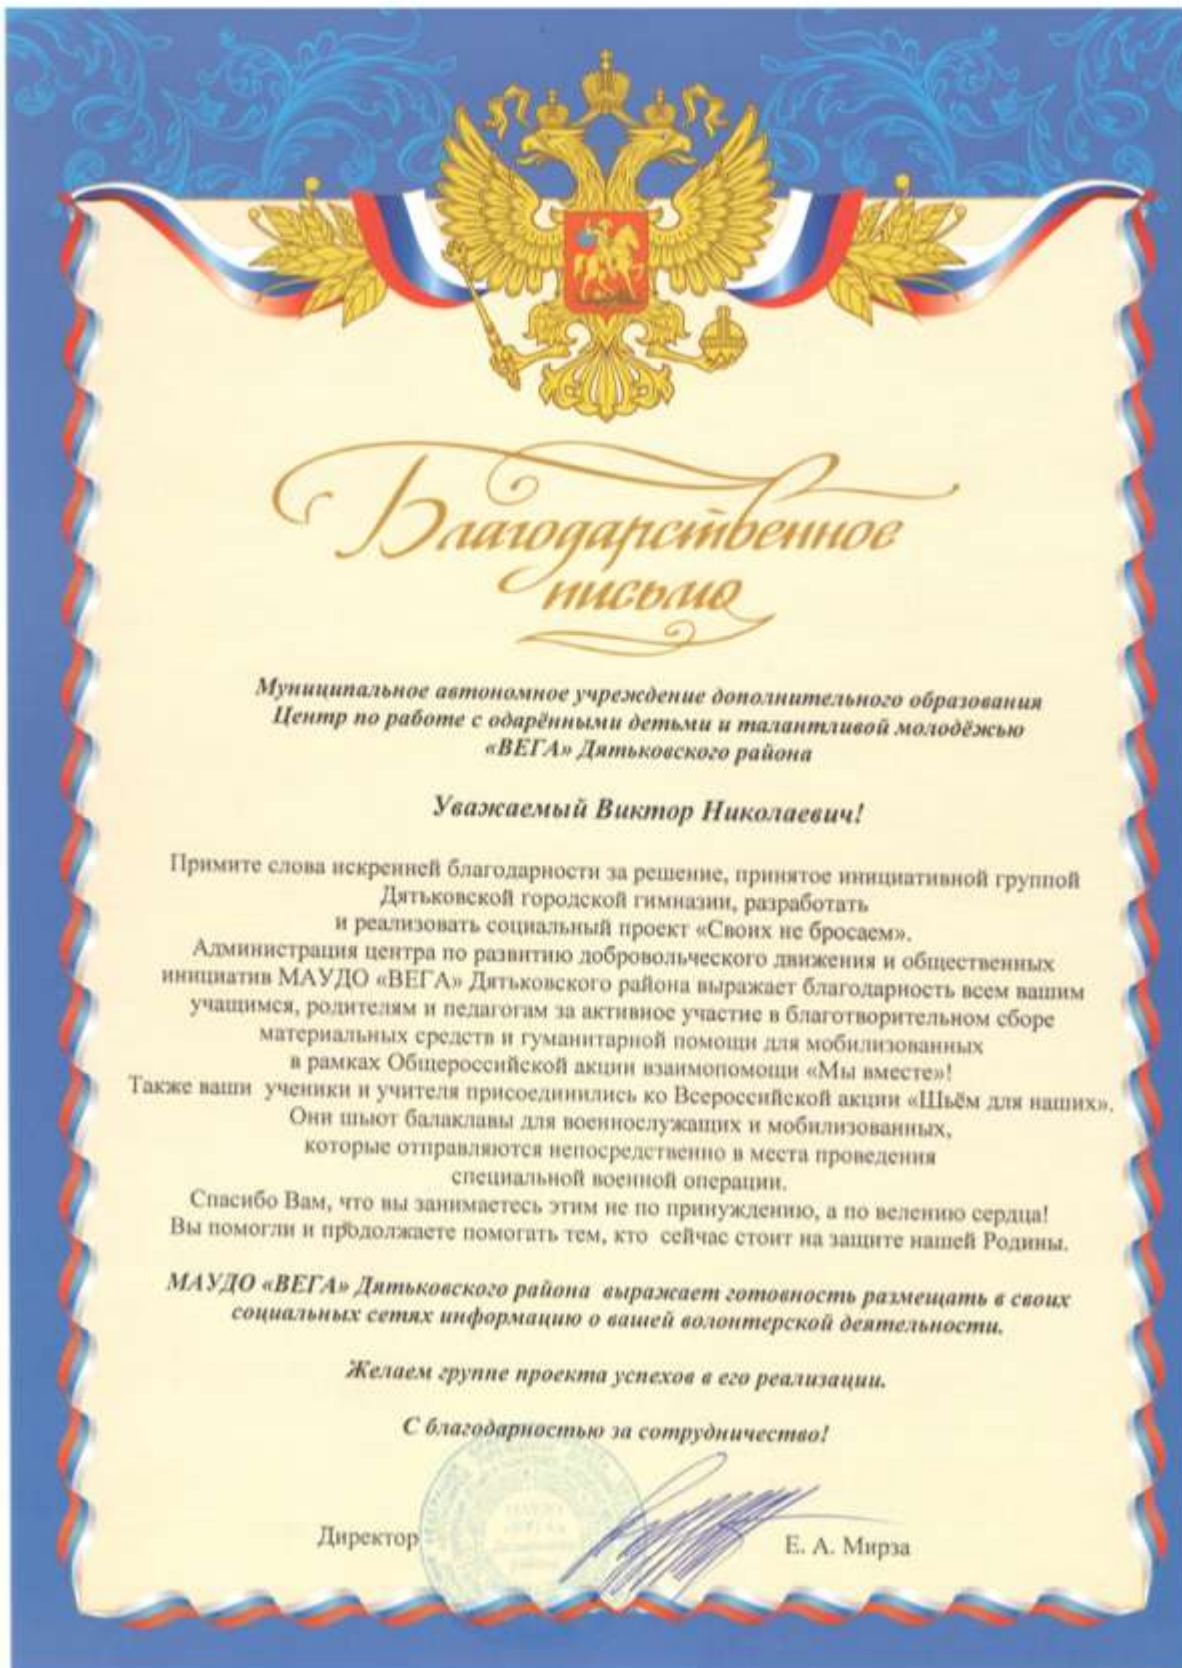 Благодарственное
письмо
Муниципальное автономное учреждение дополнительного образования
Центр по работе с одарёнными детьми и талантливой молодёжью
«ВЕГА» Дятьковского района
Уважаемый Виктор Николаевич!
Примите слова искренней благодарности за решение, принятое инициативной группой
Дятьковской городской гимназии, разработать
и реализовать социальный проект «Своих не бросаем».
Администрация центра по развитию добровольческого движения и общественных
инициатив МАУДО «ВЕГА» Дятьковского района выражает благодарность всем вашим
учащимся, родителям и педагогам за активное участие в благотворительном сборе
материальных средств и гуманитарной помощи для мобилизованных
в рамках Общероссийской акции взаимопомощи «Мы вместе»!
Также ваши ученики и учителя присоединились ко Всероссийской акции «Шьём для наших».
Они шьют балаклавы для военнослужащих и мобилизованных,
которые отправляются непосредственно в места проведения
специальной военной операции.
Спасибо Вам, что вы занимаетесь этим не по принуждению, а по велению сердца!
Вы помогли и продолжаете помогать тем, кто сейчас стоит на защите нашей Родины.
МАУДО «ВЕГА» Дятьковского района выражает готовность размещать в своих
социальных сетях информацию о вашей волонтерской деятельности.
Желаем группе проекта успехов в его реализации.
С благодарностью за сотрудничество!
Директор
Е. А. Мирза